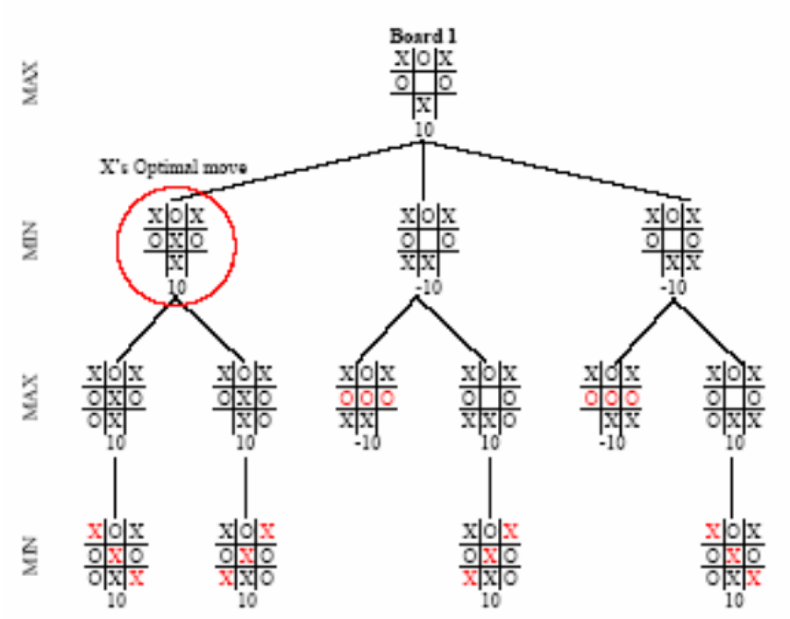 Board 1
MAX
X O X
O O
X
10
X's Optimal move
MIN
X O X X O X X O X
O X O O O O O
X X X X X
10 -10 -10
MAX
X O X X O X X O X X O X X O X X O X
O X O O X O O O O O O O O O O O
O X X O X X X X O X X O X X
10 10 -10 10 -10 10
MIN
X O X X O X X O X X O X
O X O O X O O X O O X O
O X X X X O X X O O X X
10 10 10 10